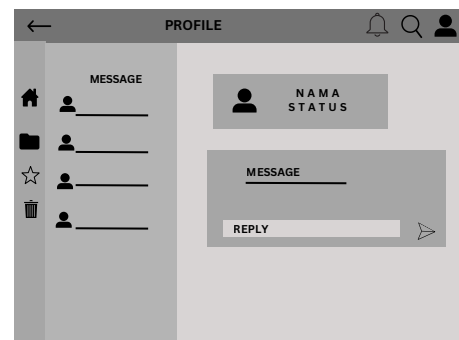 PROFILE
MESSAGE
NAMA
STATUS
MESSAGE
REPLY